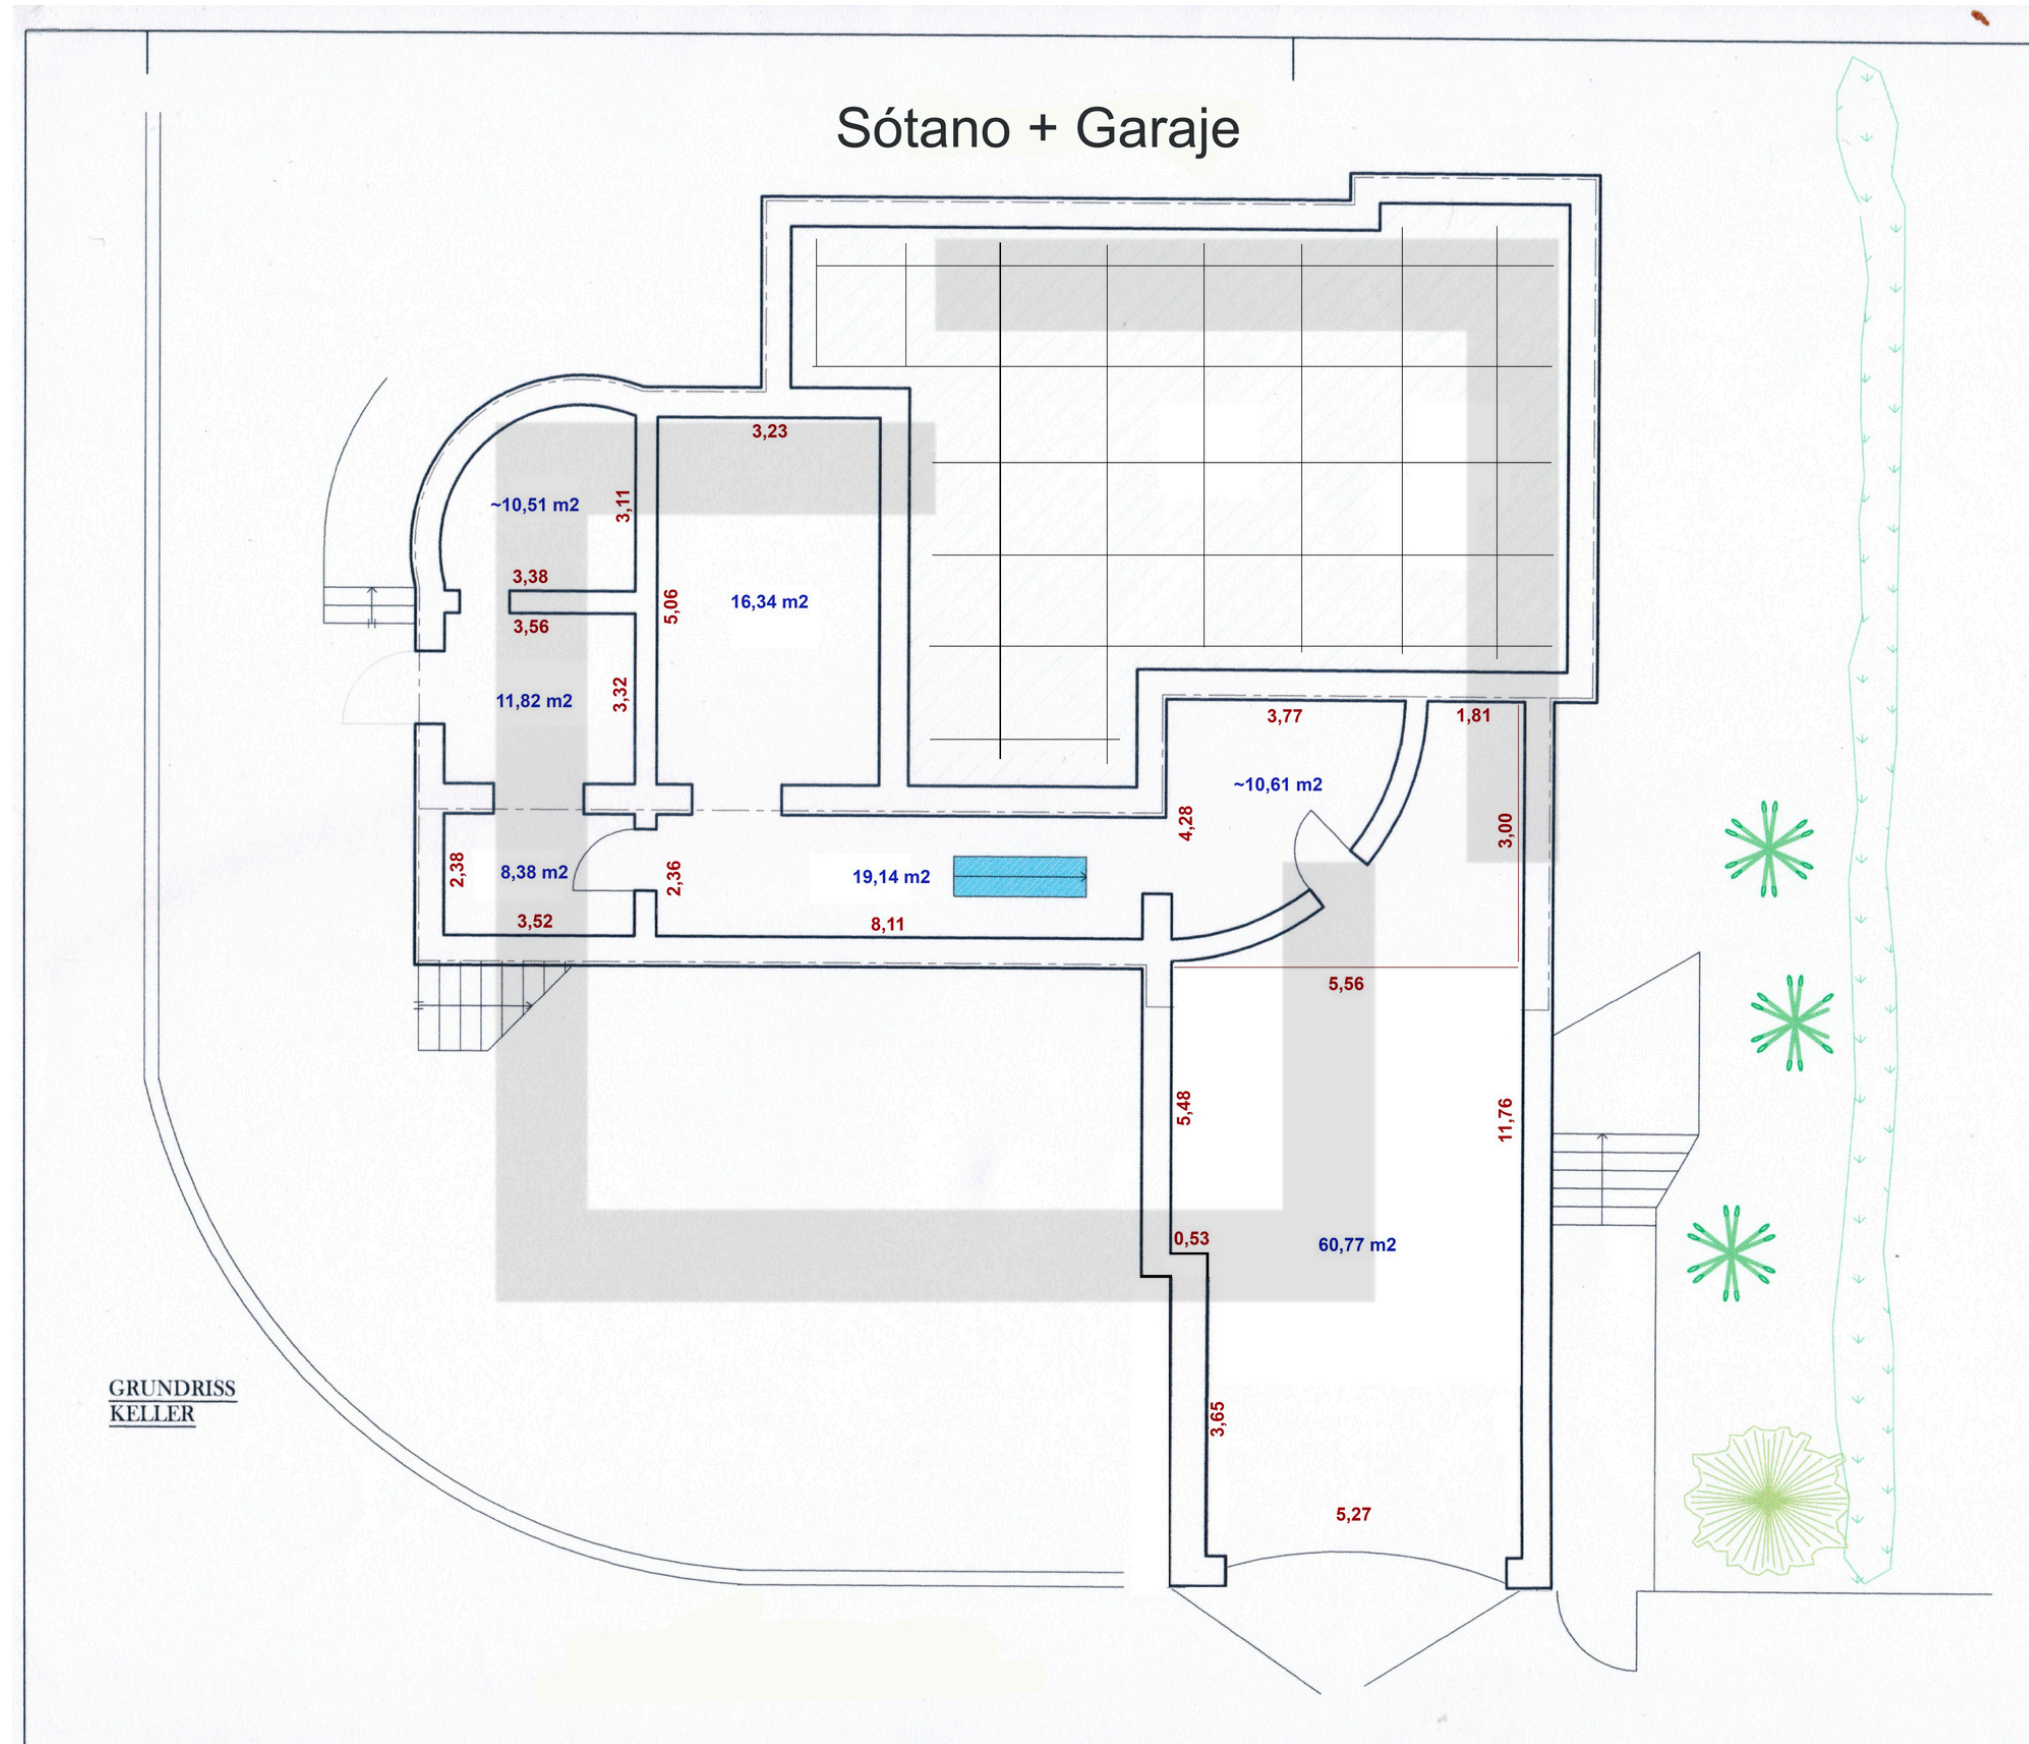 Sótano + Garaje
3,23
~10,51 m2
3,11
3,38
3,56
5,06
16,34 m2
11,82 m2
3,32
3,77
1,81
~10,61 m2
4,28
3,00
2,38
8,38 m2
2,36
19,14 m2
3,52
8,11
5,56
5,48
11,76
0,53
60,77 m2
GRUNDRISS
KELLER
3,65
5,27